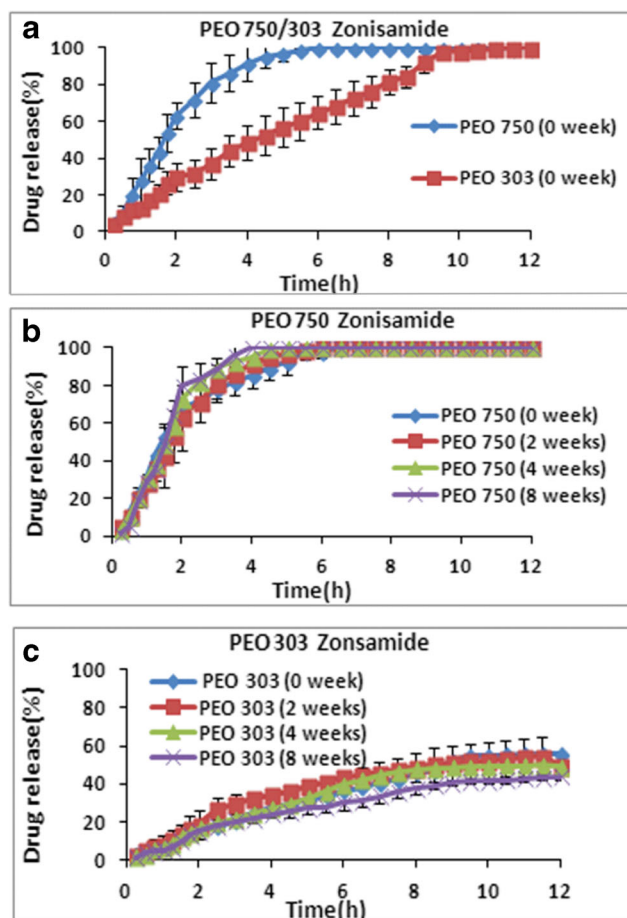 a
PEO 750/303 Zonisamide
Drug release(%)
100
80
60
40
20
0
PEO 750 (0 week)
PEO 303 (0 week)
0 2 4 6 8 10 12
Time(h)
b
PEO 750 Zonisamide
Drug release(%)
100
80
60
40
20
0
PEO 750 (0 week)
PEO 750 (2 weeks)
PEO 750 (4 weeks)
PEO 750 (8 weeks)
0 2 4 6 8 10 12
Time(h)
c
PEO 303 Zonsamide
Drug release(%)
100
80
60
40
20
0
PEO 303 (0 week)
PEO 303 (2 weeks)
PEO 303 (4 weeks)
PEO 303 (8 weeks)
0 2 4 6 8 10 12
Time(h)